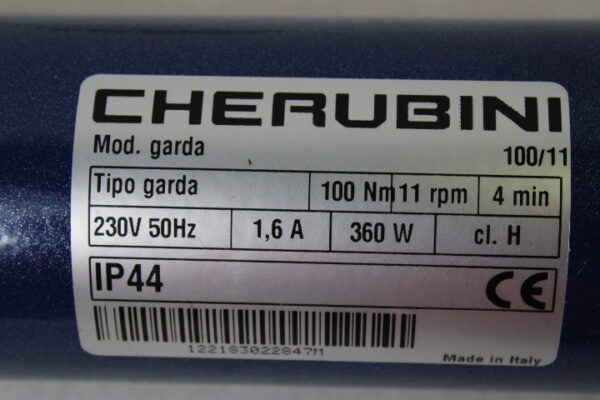 CHERUBINI
Mod. garda 100/11
Tipo garda 100 Nm 11 rpm 4 min
230V 50Hz 1,6 A 360 W cl. H
IP44 CE
122183022847M
Made in Italy